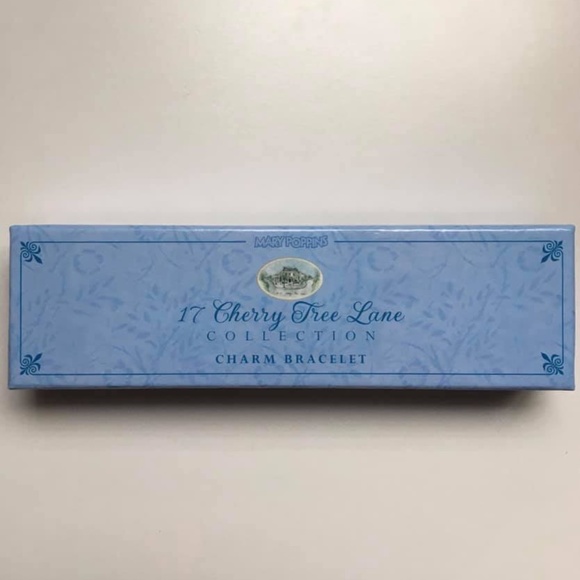 MARY POPPINS
17 Cherry Tree Lane
COLLECTION
CHARM BRACELET